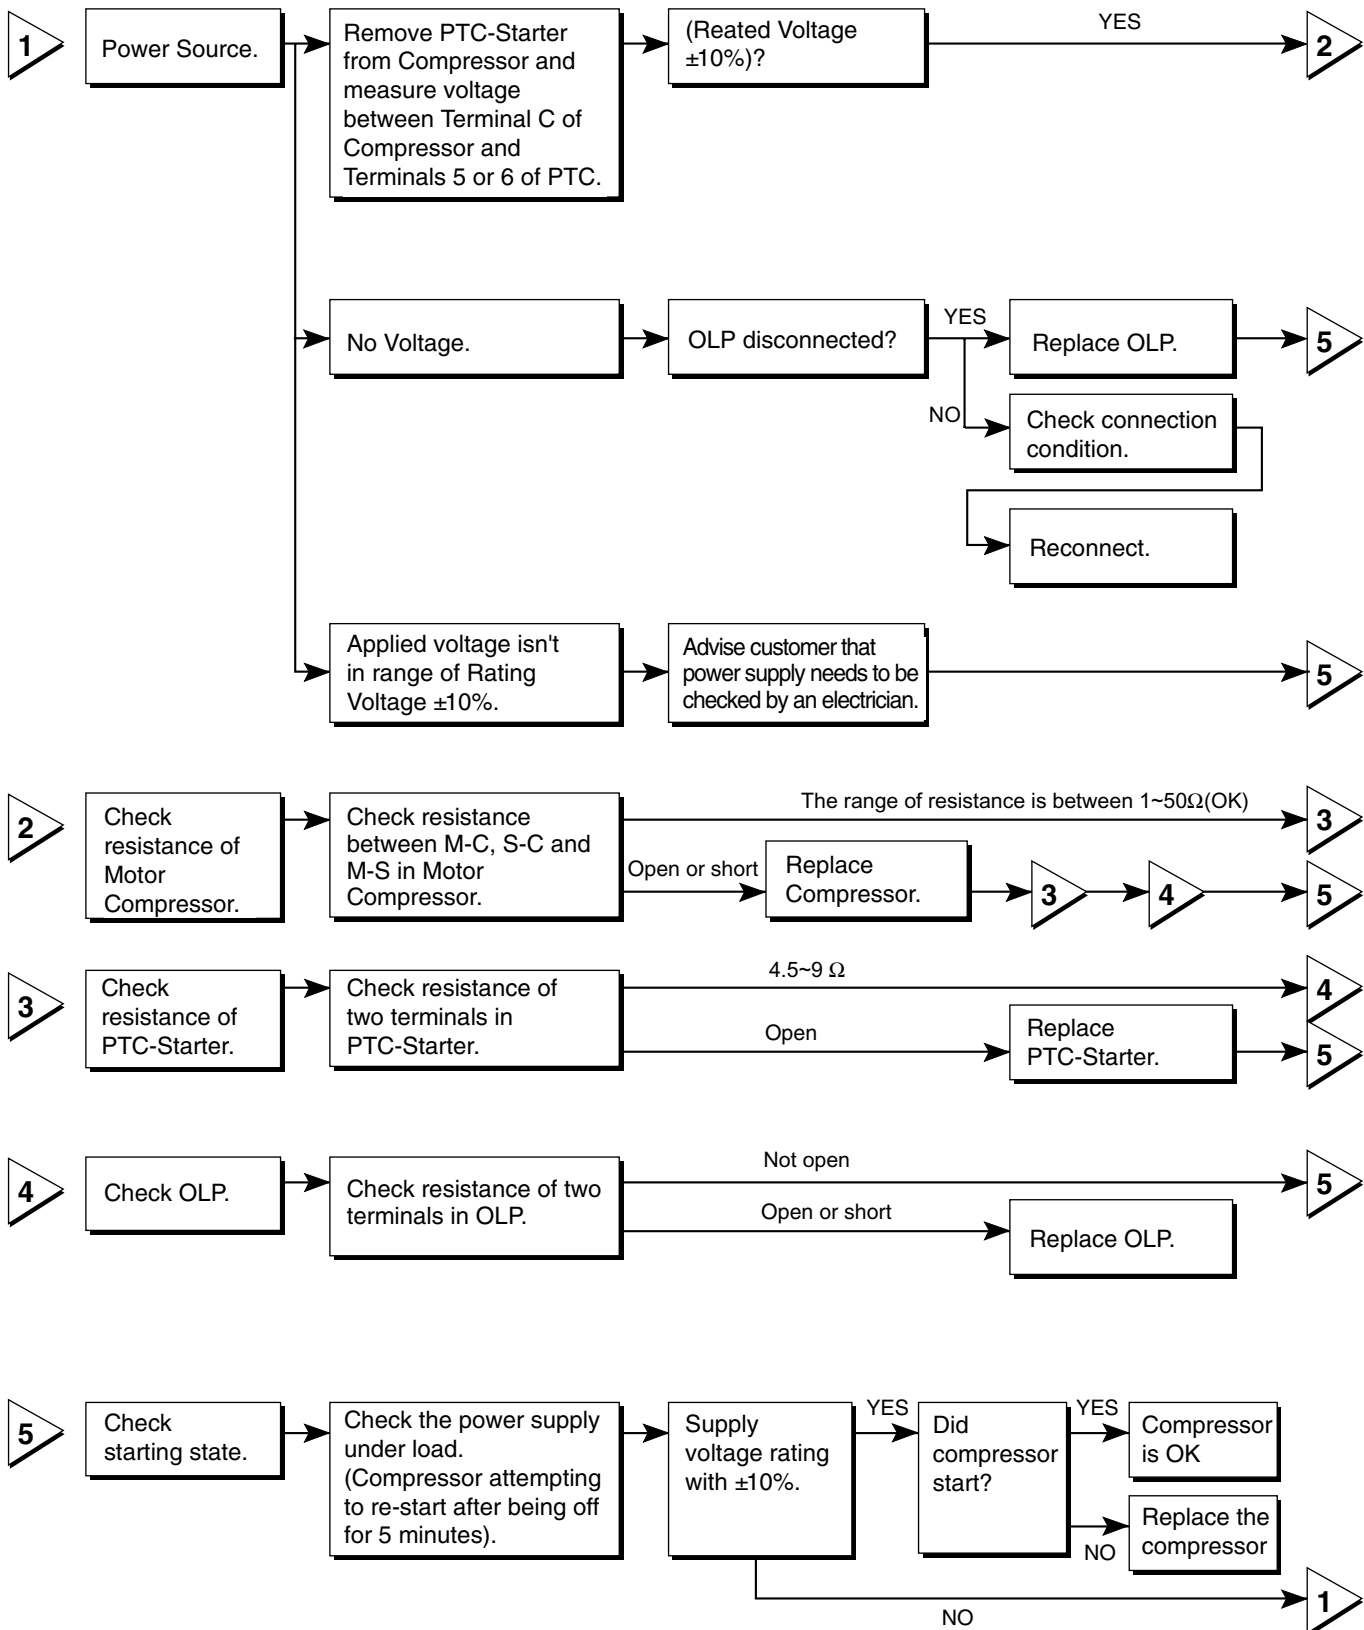 1
Power Source.
Remove PTC-Starter
from Compressor and
measure voltage
between Terminal C of
Compressor and
Terminals 5 or 6 of PTC.
(Reated Voltage
±10%)?
YES
2
No Voltage.
OLP disconnected?
YES
Replace OLP.
5
NO
Check connection
condition.
Reconnect.
Applied voltage isn't
in range of Rating
Voltage ±10%.
Advise customer that
power supply needs to be
checked by an electrician.
5
2
Check
resistance of
Motor
Compressor.
Check resistance
between M-C, S-C and
M-S in Motor
Compressor.
The range of resistance is between 1~50Ω(OK)
3
Open or short
Replace
Compressor.
3
4
5
3
Check
resistance of
PTC-Starter.
Check resistance of
two terminals in
PTC-Starter.
4.5~9 Ω
4
Open
Replace
PTC-Starter.
5
4
Check OLP.
Check resistance of two
terminals in OLP.
Not open
5
Open or short
Replace OLP.
5
Check
starting state.
Check the power supply
under load.
(Compressor attempting
to re-start after being off
for 5 minutes).
Supply
voltage rating
with ±10%.
YES
Did
compressor
start?
YES
Compressor
is OK
NO
Replace the
compressor
NO
1